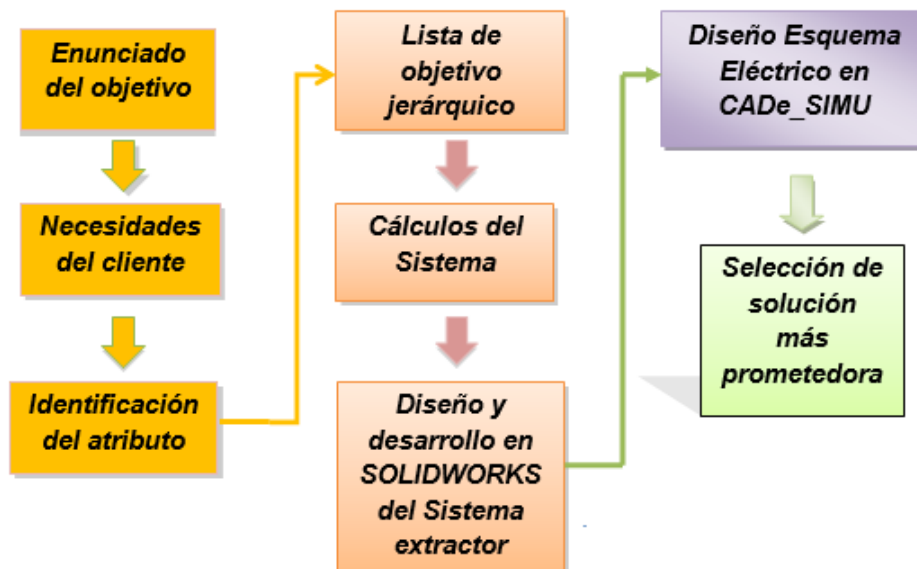 Enunciado
del objetivo
Necesidades
del cliente
Identificación
del atributo
Lista de
objetivo
jerárquico
Cálculos del
Sistema
Diseño y
desarrollo en
SOLIDWORKS
del Sistema
extractor
Diseño Esquema
Eléctrico en
CADe_SIMU
Selección de
solución
más
prometedora